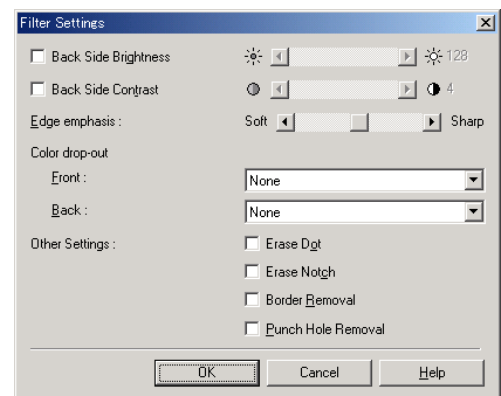 Filter Settings
Back Side Brightness 128
Back Side Contrast 4
Edge emphasis : Soft Sharp
Color drop-out
Front : None
Back : None
Other Settings : Erase Dot
Erase Notch
Border Removal
Punch Hole Removal
OK Cancel Help